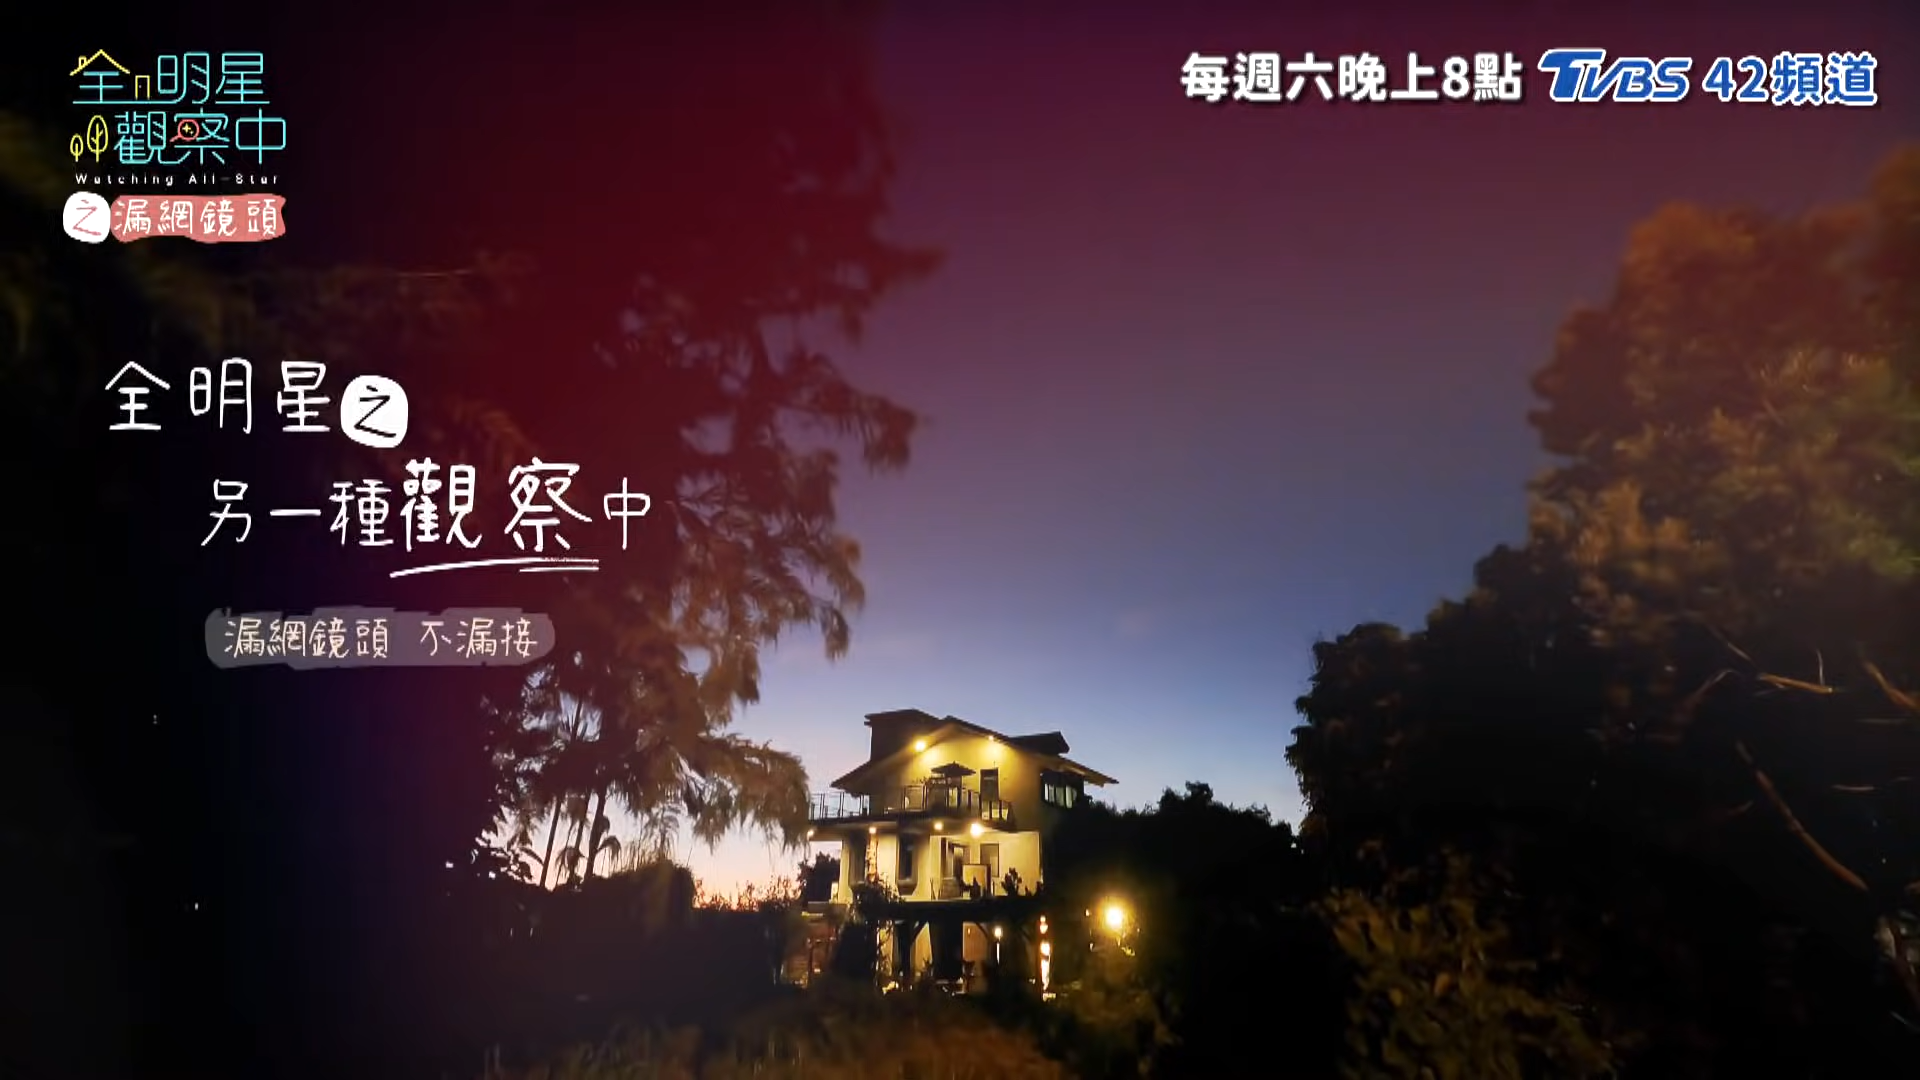 全明星
觀察中
Watching All-Star
之漏網鏡頭
每週六晚上8點 TVBS 42頻道
全明星之
另一種觀察中
漏網鏡頭 不漏接